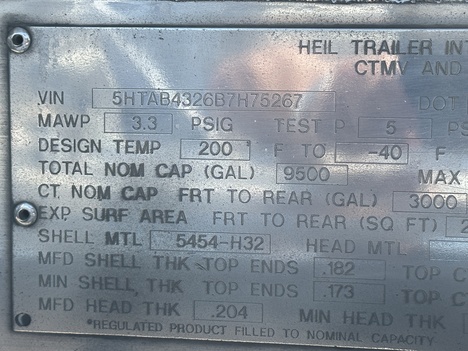 HEIL TRAILER IN
CTMV AND
VIN 5HTAB4326B7H75267 DOT
MAWP 3.3 PSIG TEST P 5 PS
DESIGN TEMP 200 F TO -40 F
TOTAL NOM CAP (GAL) 9500 MAX
CT NOM CAP FRT TO REAR (GAL) 3000
EXP SURF AREA FRT TO REAR (SQ FT) 2
SHELL MTL 5454-H32 HEAD MTL
MFD SHELL THK TOP ENDS .182 TOP C
MIN SHELL THK TOP ENDS .173 TOP C
MFD HEAD THK .204 MIN HEAD THK
*REGULATED PRODUCT FILLED TO NOMINAL CAPACITY